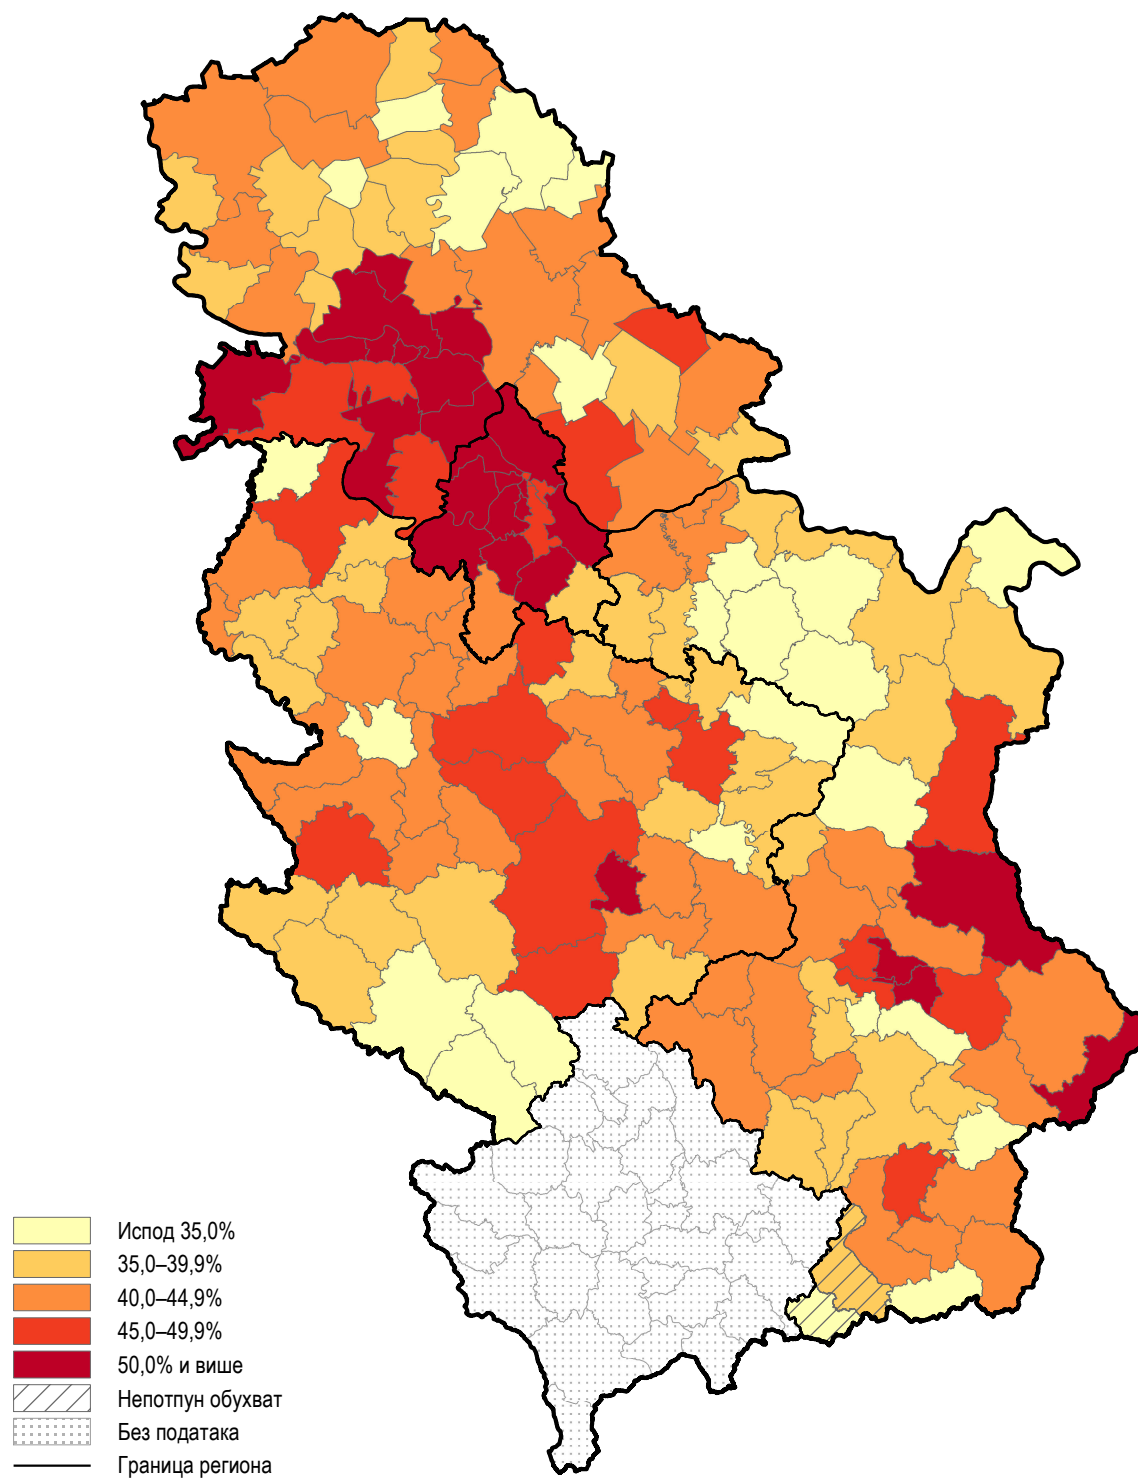 Испод 35,0%
35,0–39,9%
40,0–44,9%
45,0–49,9%
50,0% и више
Непотпун обухват
Без података
Граница региона